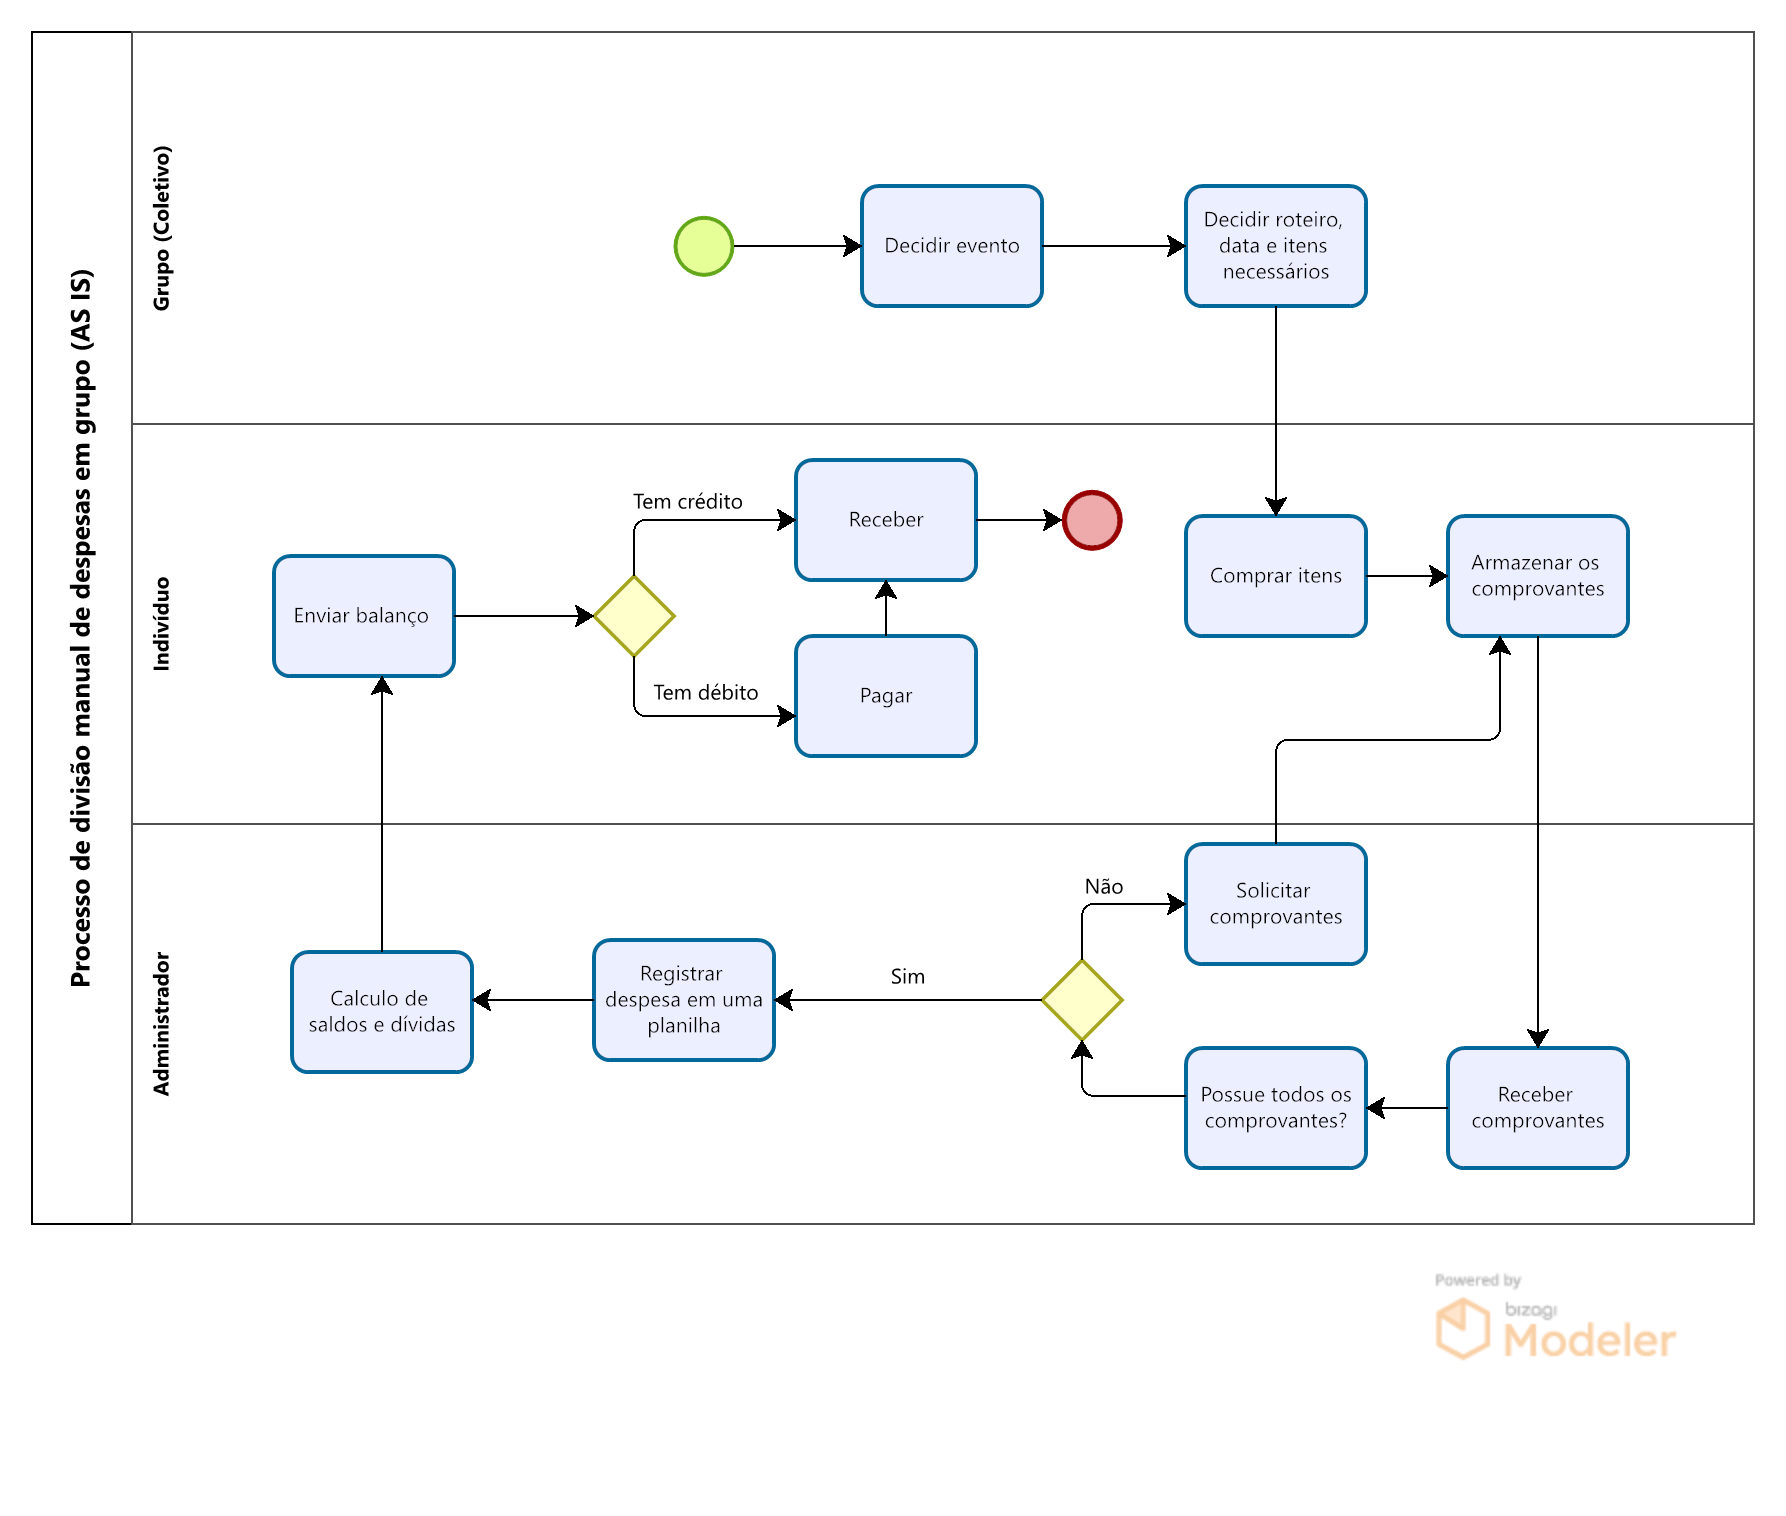 Processo de divisão manual de despesas em grupo (AS IS)
Grupo (Coletivo)
Decidir evento
Decidir roteiro,
data e itens
necessários
Indivíduo
Enviar balanço
Tem crédito
Tem débito
Receber
Pagar
Comprar itens
Armazenar os
comprovantes
Administrador
Calculo de
saldos e dívidas
Registrar
despesa em uma
planilha
Sim
Não
Solicitar
comprovantes
Possue todos os
comprovantes?
Receber
comprovantes
Powered by
bizagi
Modeler